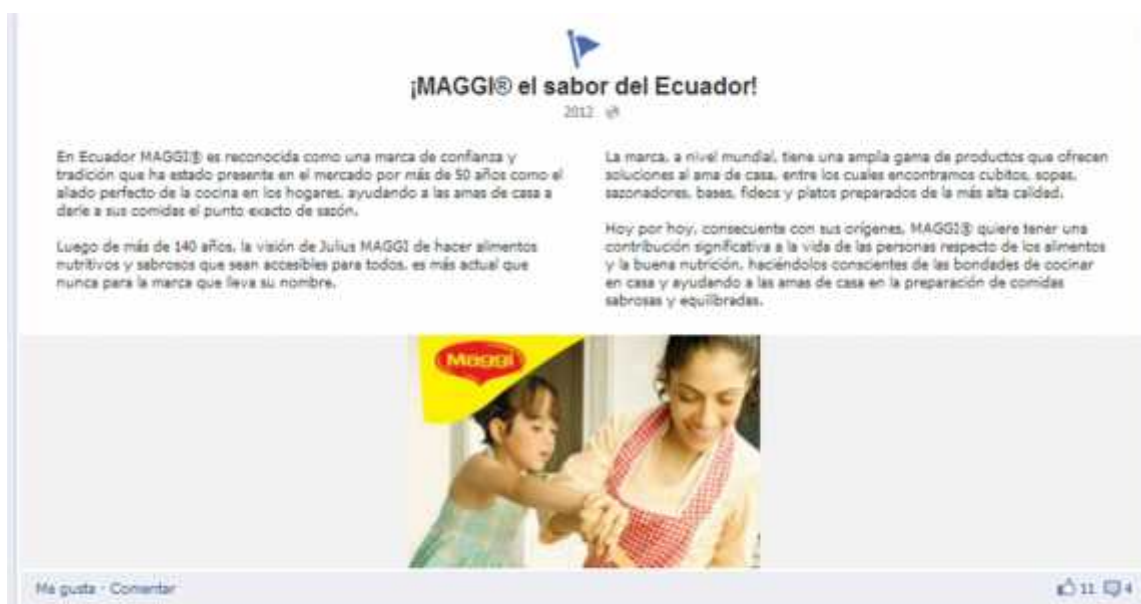 ¡MAGGI® el sabor del Ecuador!
2012
En Ecuador MAGGI® es reconocida como una marca de confianza y
tradición que ha estado presente en el mercado por más de 50 años como el
aliado perfecto de la cocina en los hogares, ayudando a las amas de casa a
darle a sus comidas el punto exacto de sazón.
Luego de más de 140 años, la visión de Julius MAGGI de hacer alimentos
nutritivos y sabrosos que sean accesibles para todos, es más actual que
nunca para la marca que lleva su nombre.
La marca, a nivel mundial, tiene una amplia gama de productos que ofrecen
soluciones al ama de casa, entre los cuales encontramos cubitos, sopas,
sazonadores, bases, fideos y platos preparados de la más alta calidad.
Hoy por hoy, consecuente con sus orígenes, MAGGI® quiere tener una
contribución significativa a la vida de las personas respecto de los alimentos
y la buena nutrición, haciéndolos conscientes de las bondades de cocinar
en casa y ayudando a las amas de casa en la preparación de comidas
sabrosas y equilibradas.
Maggi
Me gusta · Comentar
11 4